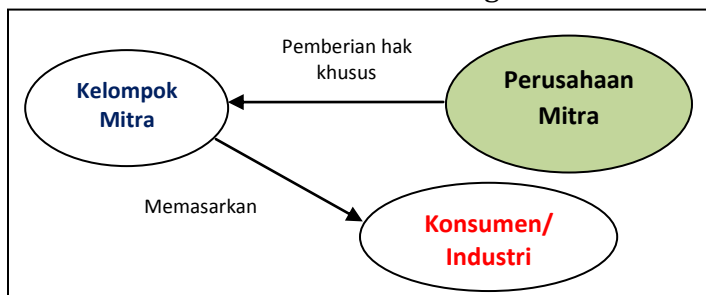 Pemberian hak
khusus
Perusahaan
Mitra
Kelompok
Mitra
Memasarkan
Konsumen/
Industri